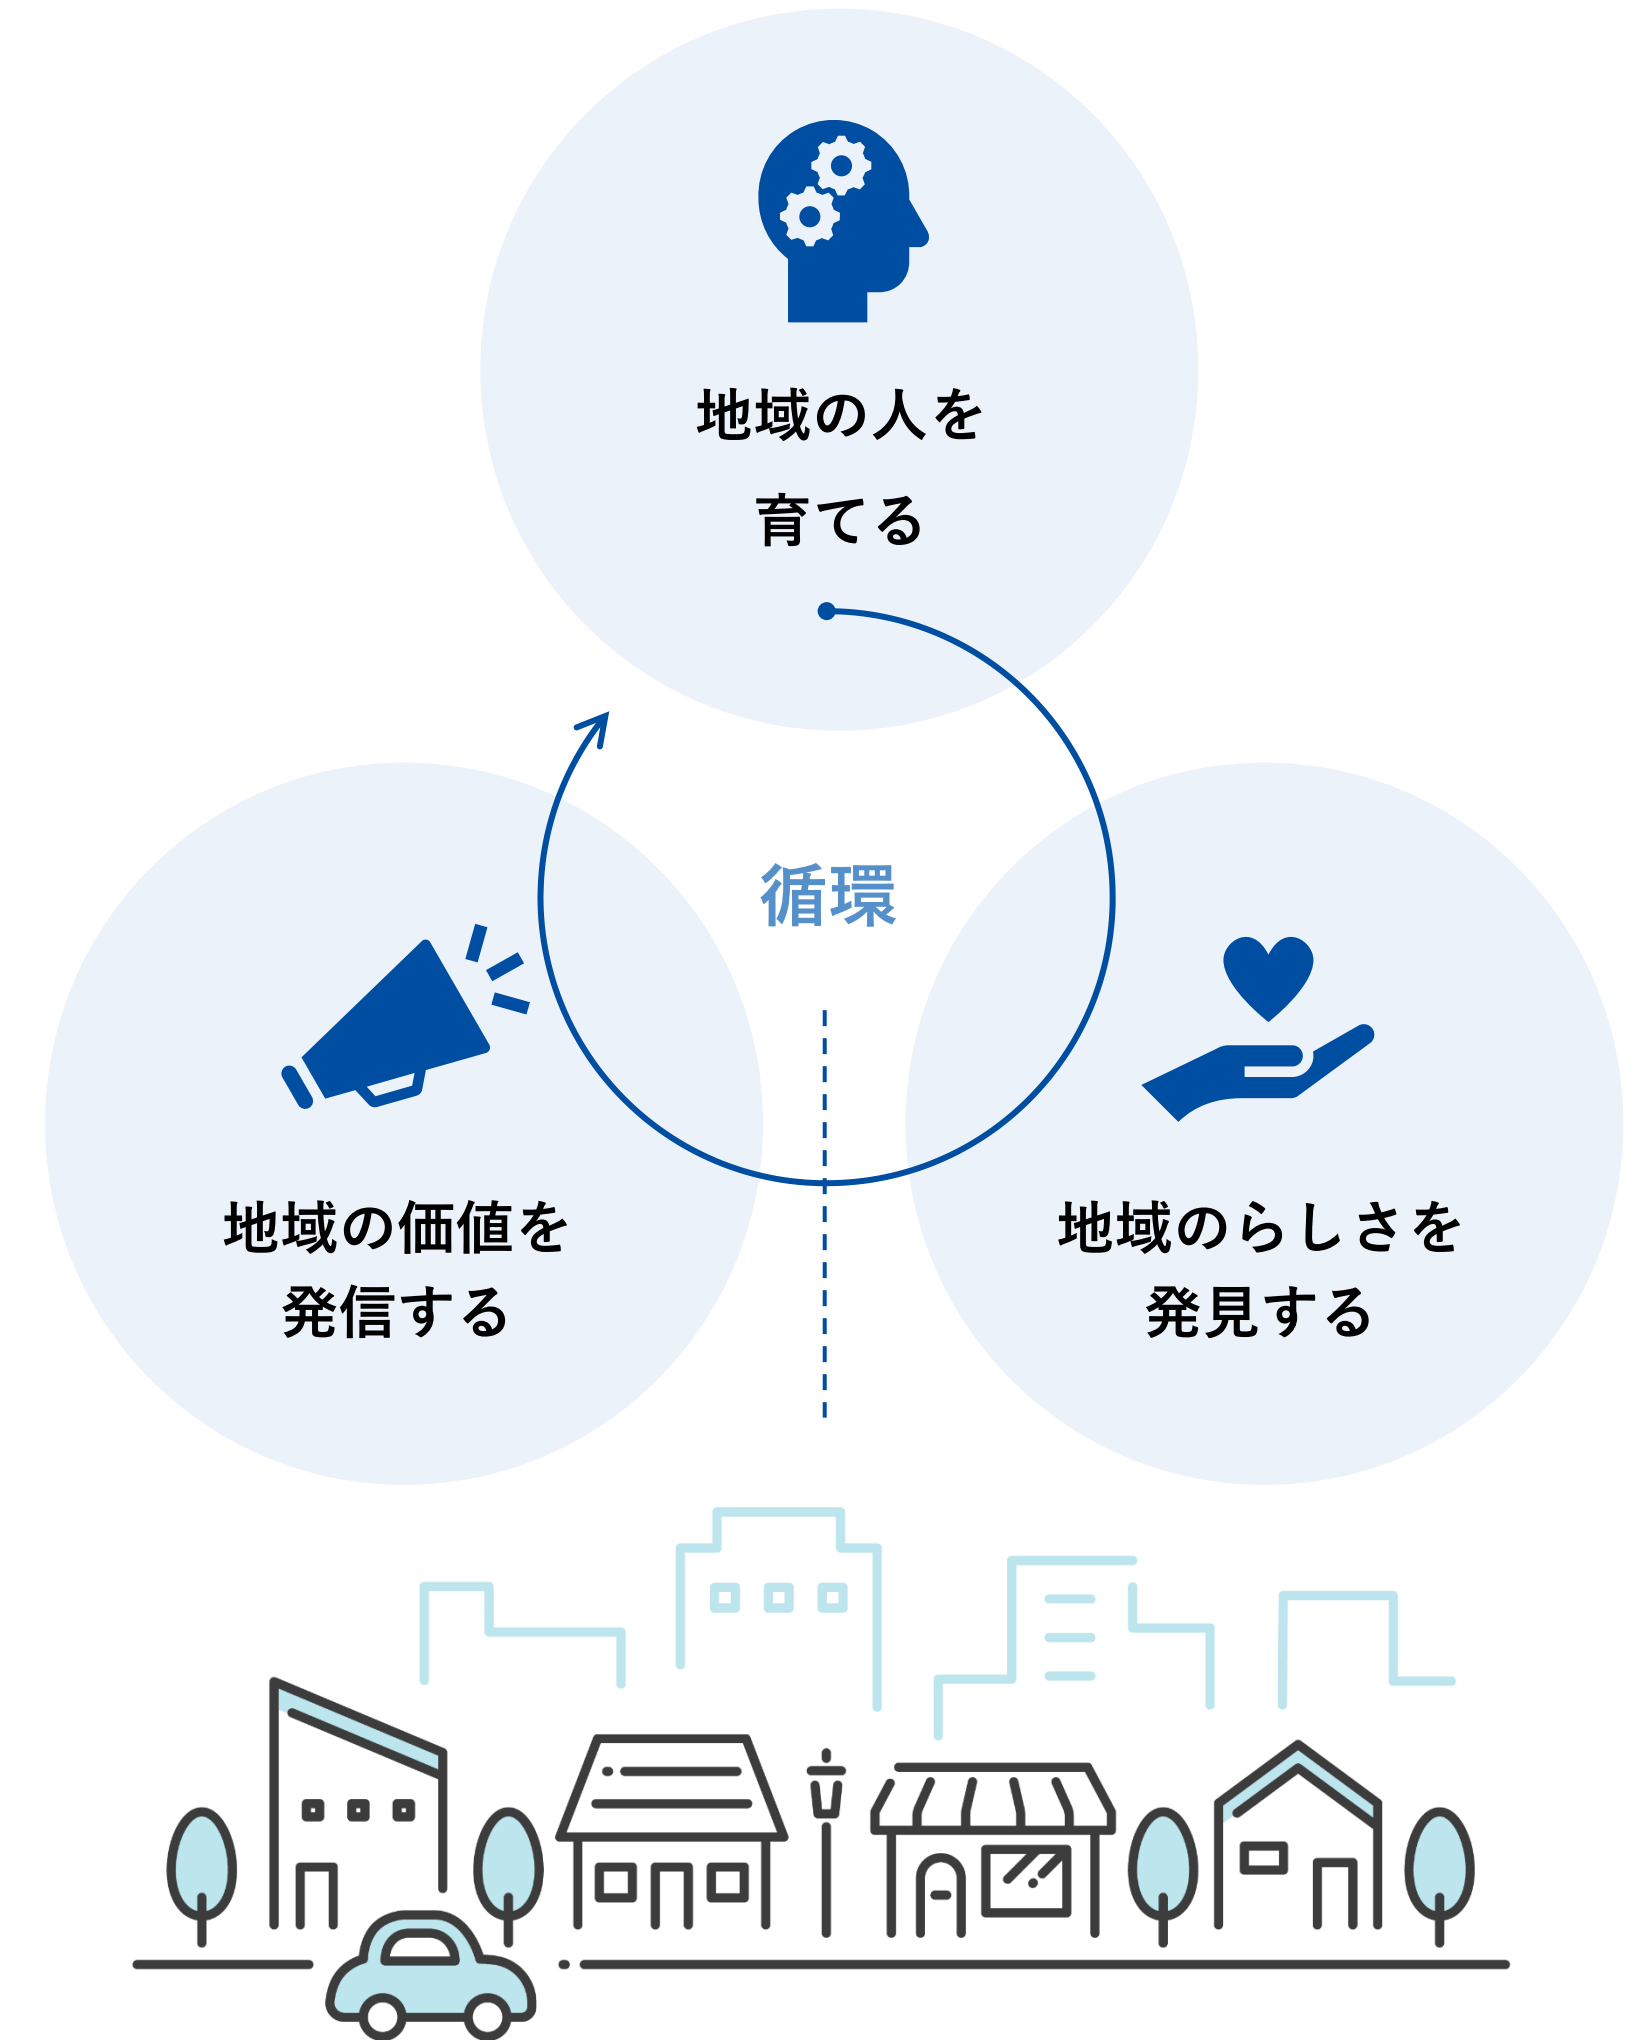 地域の人を
育てる
循環
地域の価値を
発信する
地域のらしさを
発見する